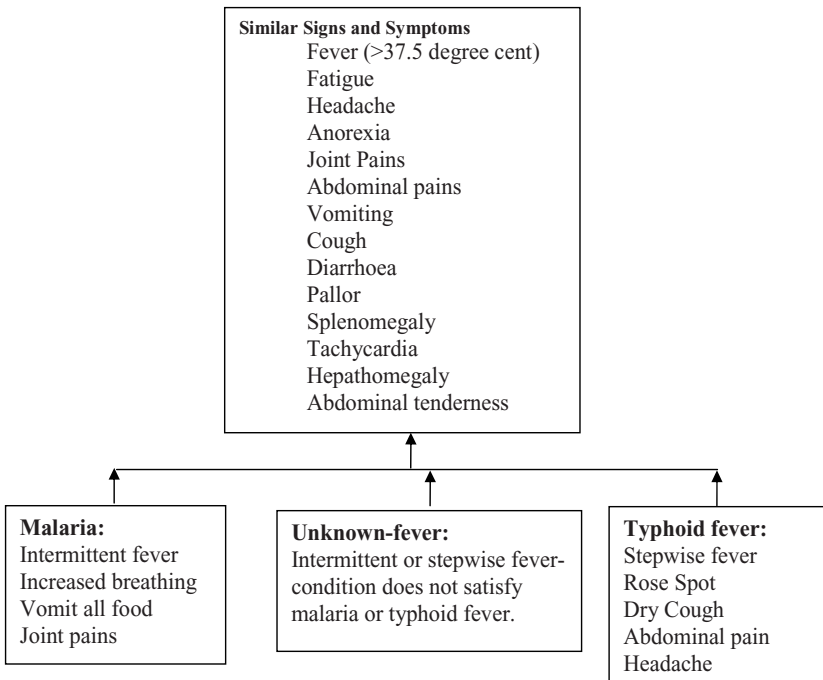 Similar Signs and Symptoms
Fever (>37.5 degree cent)
Fatigue
Headache
Anorexia
Joint Pains
Abdominal pains
Vomiting
Cough
Diarrhoea
Pallor
Splenomegaly
Tachycardia
Hepathomegaly
Abdominal tenderness
Malaria:
Intermittent fever
Increased breathing
Vomit all food
Joint pains
Unknown-fever:
Intermittent or stepwise fever-
condition does not satisfy
malaria or typhoid fever.
Typhoid fever:
Stepwise fever
Rose Spot
Dry Cough
Abdominal pain
Headache